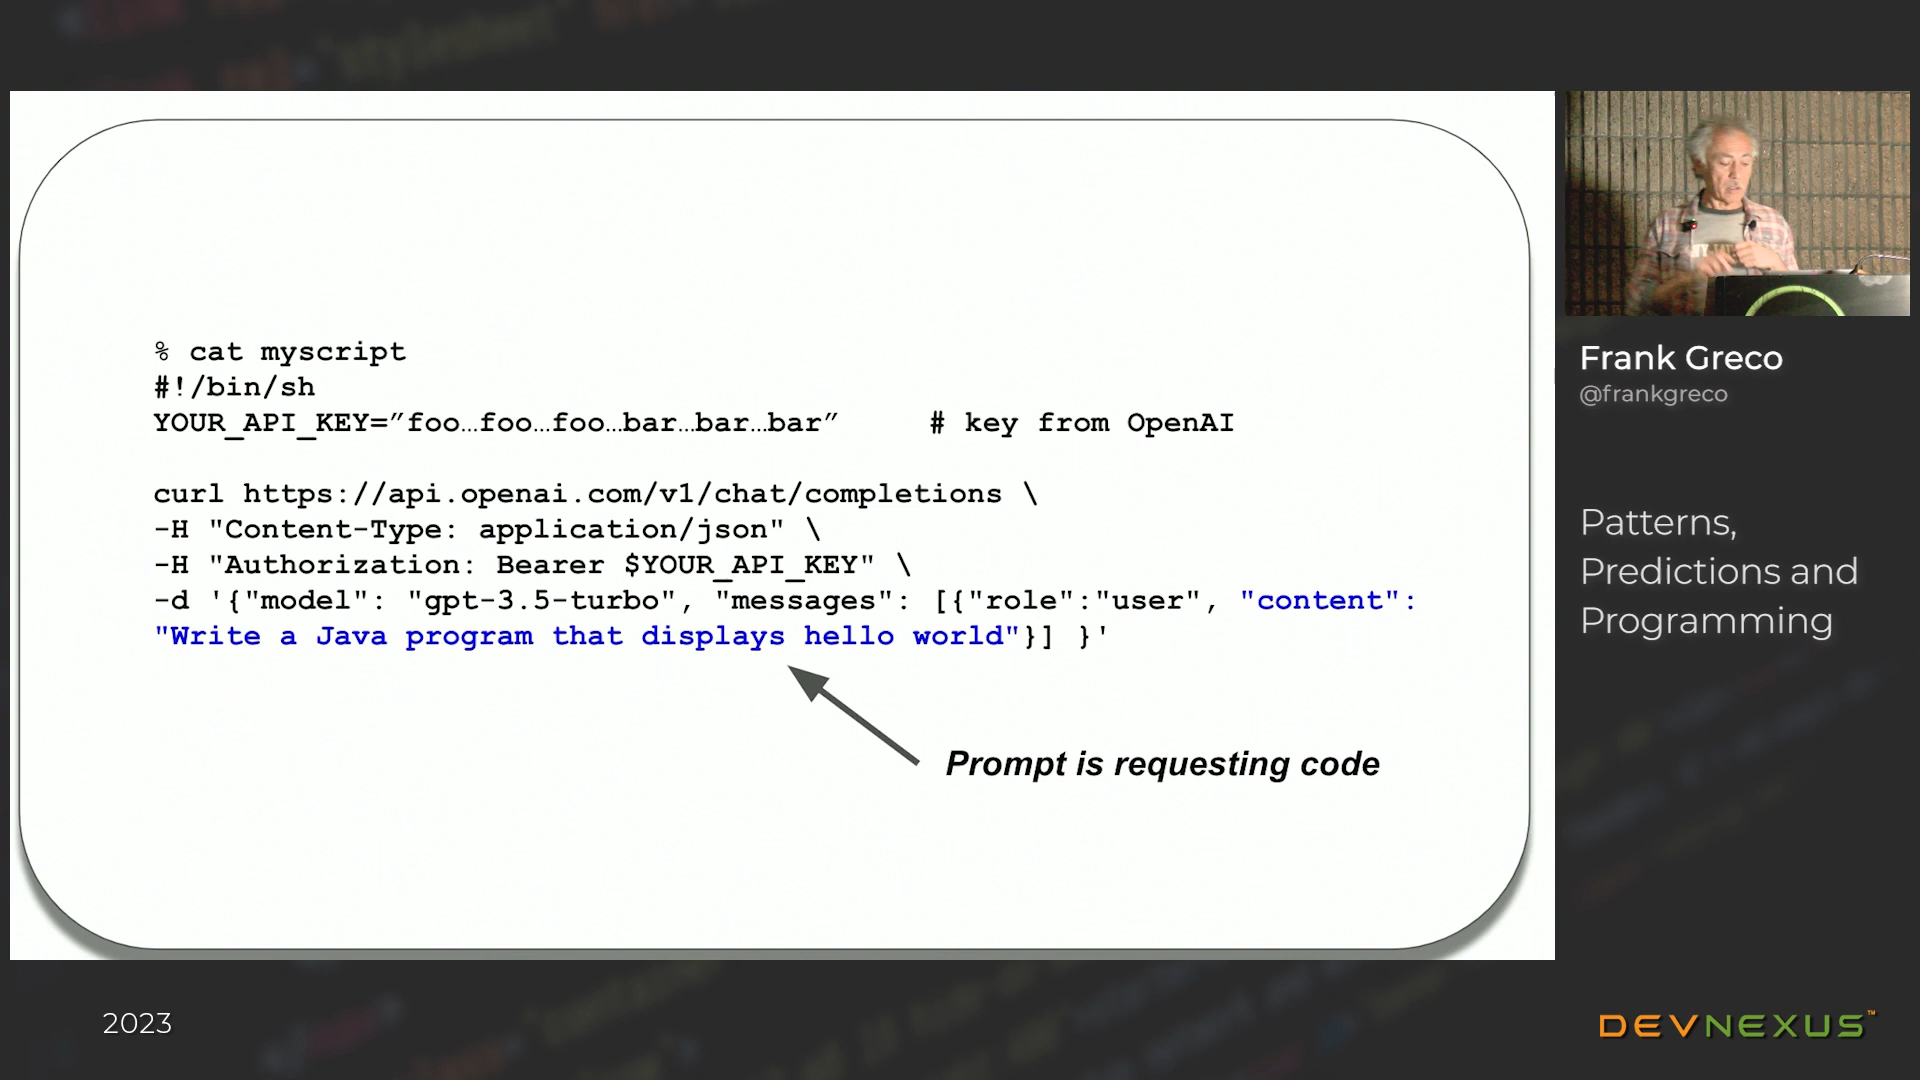 % cat myscript
#!/bin/sh
YOUR_API_KEY=”foo…foo…foo…bar…bar…bar” # key from OpenAI
curl https://api.openai.com/v1/chat/completions \
-H "Content-Type: application/json" \
-H "Authorization: Bearer $YOUR_API_KEY" \
-d '{"model": "gpt-3.5-turbo", "messages": [{"role":"user", "content":
"Write a Java program that displays hello world"}] }'
Prompt is requesting code
Frank Greco
@frankgreco
Patterns,
Predictions and
Programming
2023
DEVNEXUS™